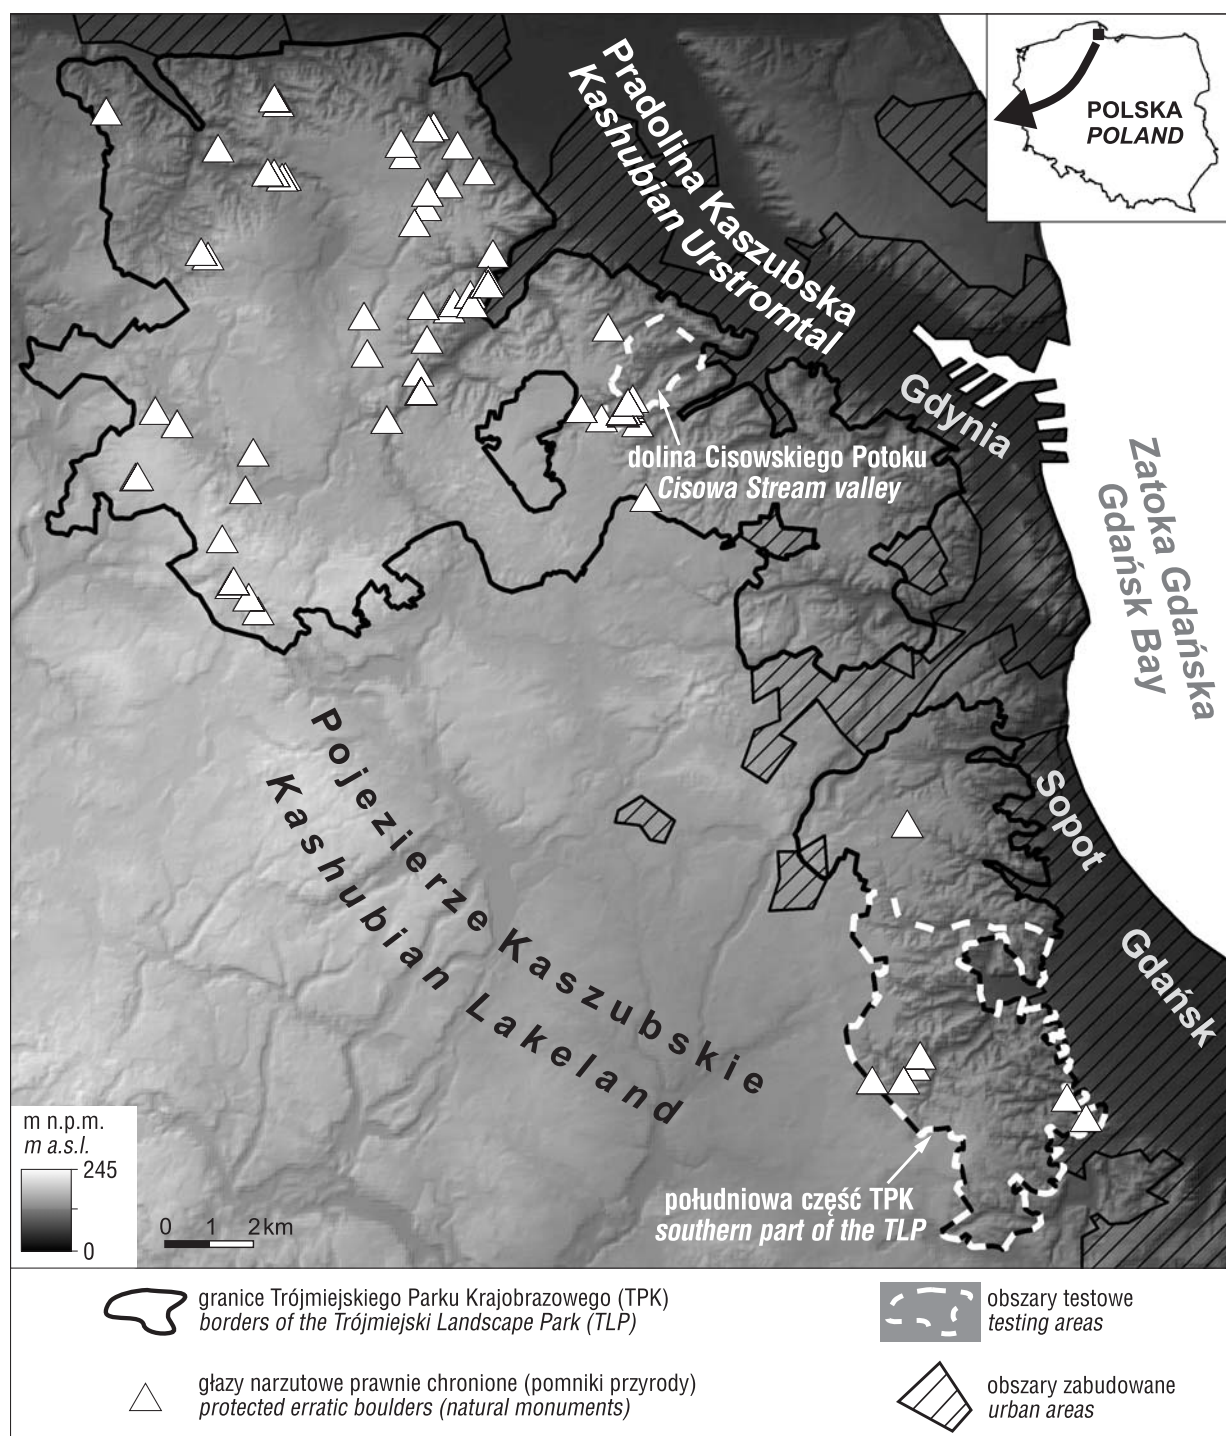 POLSKA
POLAND
Pradolina Kaszubska
Kashubian Urstromtal
Gdynia
dolina Cisowskiego Potoku
Cisowa Stream valley
Zatoka Gdańska
Gdańsk Bay
Pojezierze Kaszubskie
Kashubian Lakeland
Sopot
Gdańsk
południowa część TPK
southern part of the TLP
m n.p.m.
m a.s.l.
245
0
0 1 2km
granice Trójmiejskiego Parku Krajobrazowego (TPK)
borders of the Trójmiejski Landscape Park (TLP)
obszary testowe
testing areas
głazy narzutowe prawnie chronione (pomniki przyrody)
protected erratic boulders (natural monuments)
obszary zabudowane
urban areas